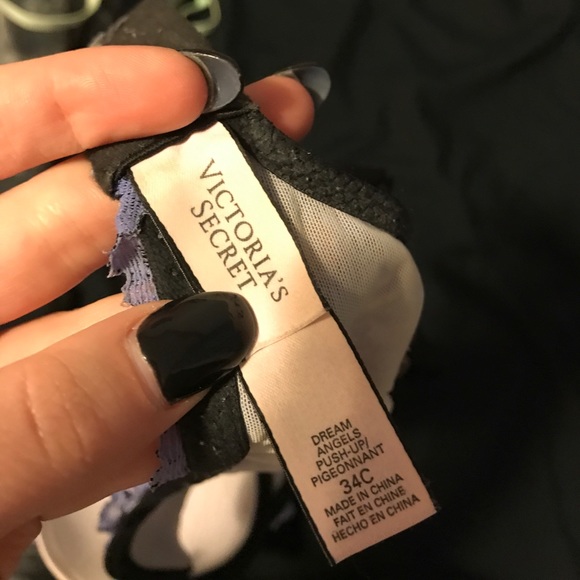 VICTORIA'S
SECRET
DREAM
ANGELS
PUSH-UP/
PIGEONNANT
34C
MADE IN CHINA
FAIT EN CHINE
HECHO EN CHINA